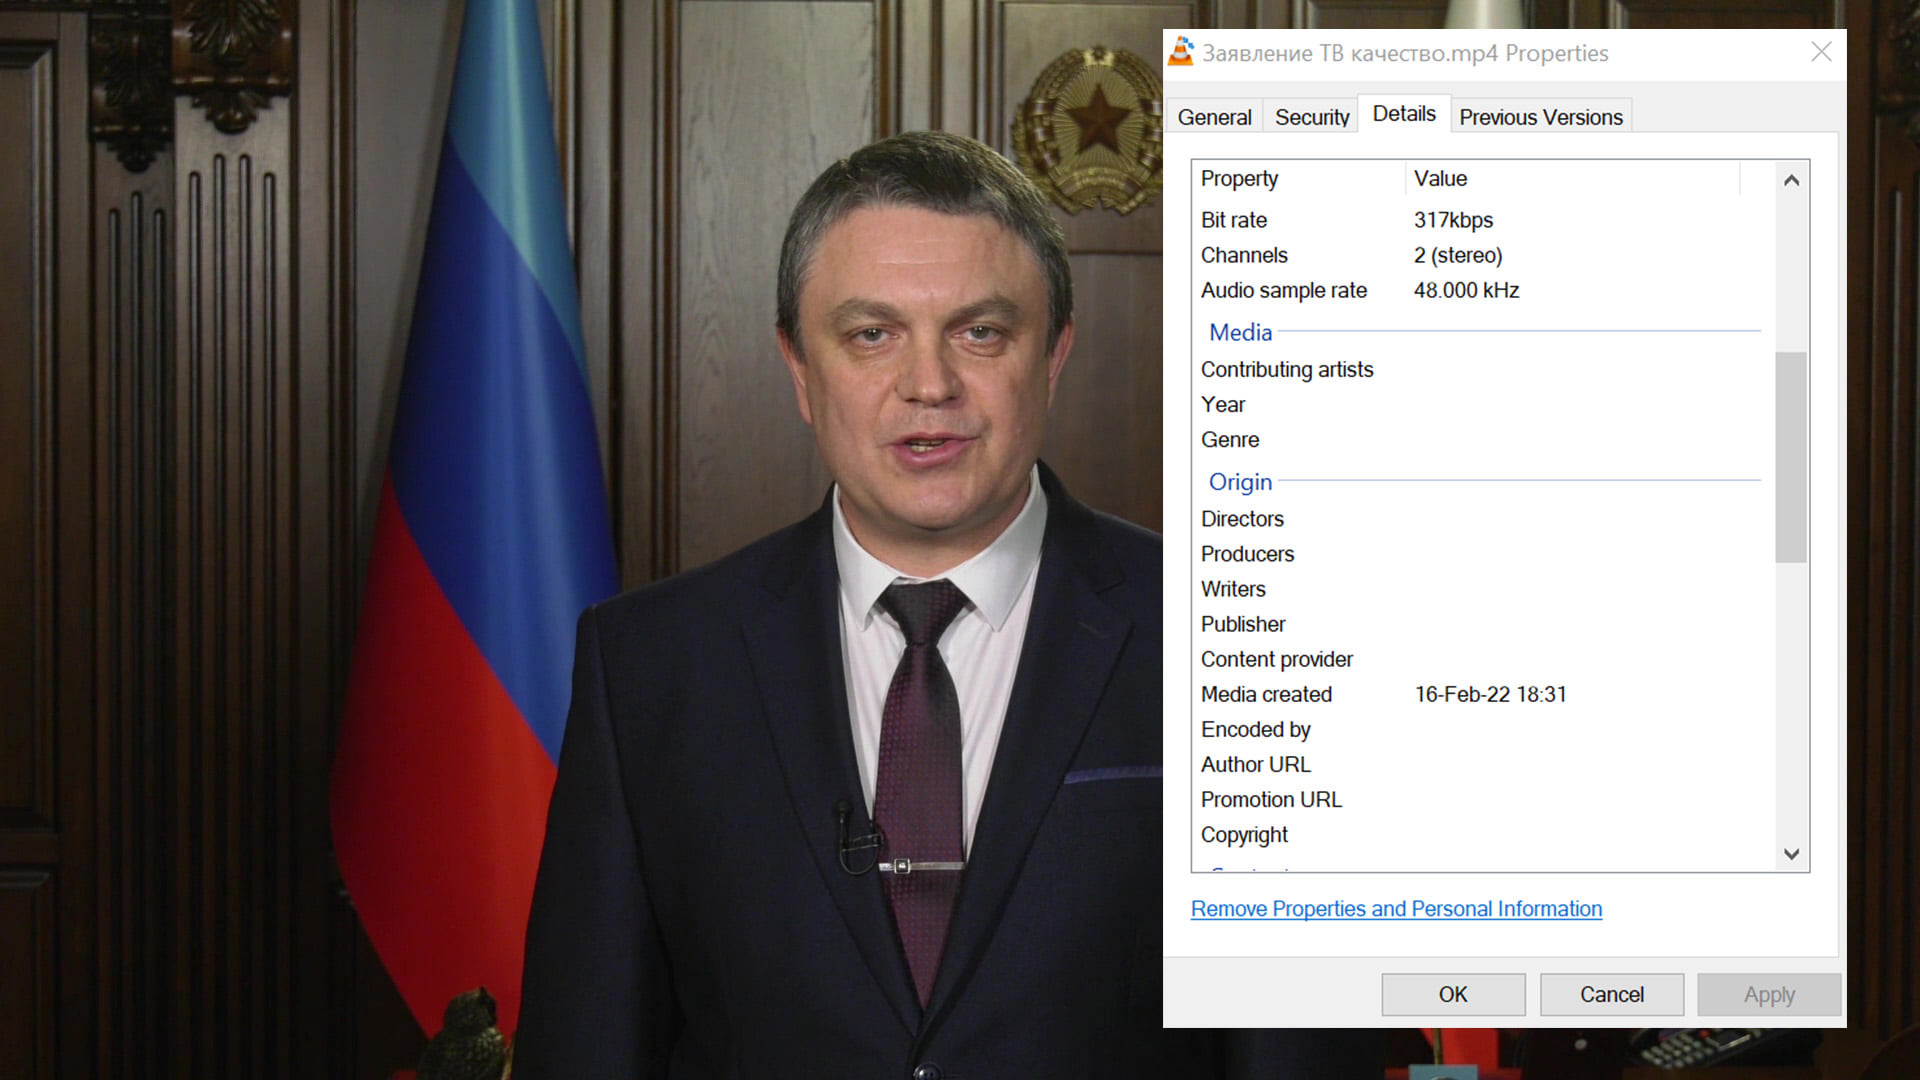 Заявление ТВ качество.mp4 Properties
General Security Details Previous Versions
Property Value
Bit rate 317kbps
Channels 2 (stereo)
Audio sample rate 48.000 kHz
Media
Contributing artists
Year
Genre
Origin
Directors
Producers
Writers
Publisher
Content provider
Media created 16-Feb-22 18:31
Encoded by
Author URL
Promotion URL
Copyright
Remove Properties and Personal Information
OK Cancel Apply